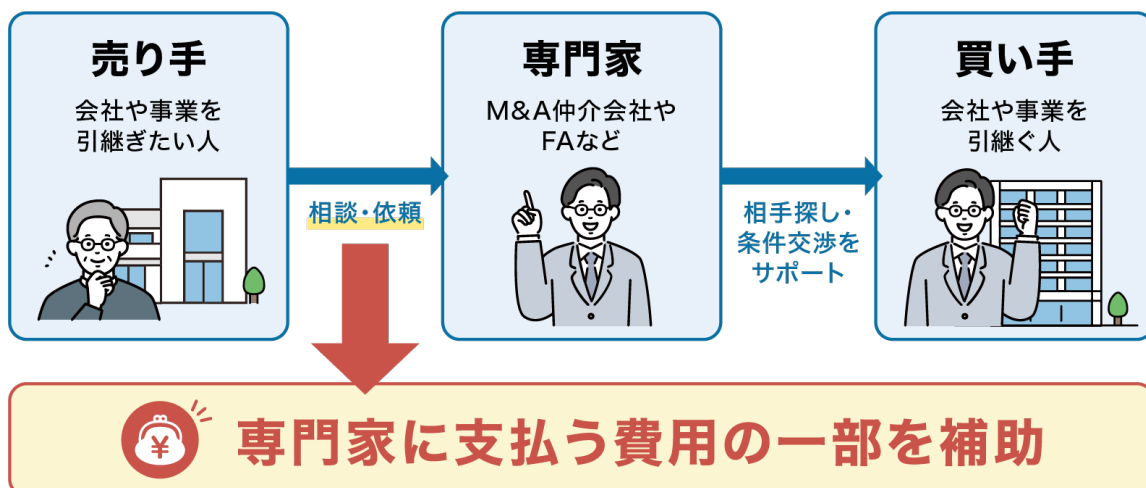 売り手
会社や事業を
引継ぎたい人
相談・依頼
専門家
M&A仲介会社や
FAなど
相手探し・
条件交渉を
サポート
買い手
会社や事業を
引継ぐ人
¥
専門家に支払う費用の一部を補助